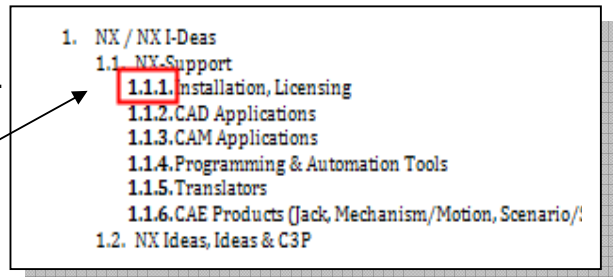 1. NX / NX I-Deas
1.1. NX-Support
1.1.1. Installation, Licensing
1.1.2. CAD Applications
1.1.3. CAM Applications
1.1.4. Programming & Automation Tools
1.1.5. Translators
1.1.6. CAE Products (Jack, Mechanism/Motion, Scenario/
1.2. NX Ideas, Ideas & C3P